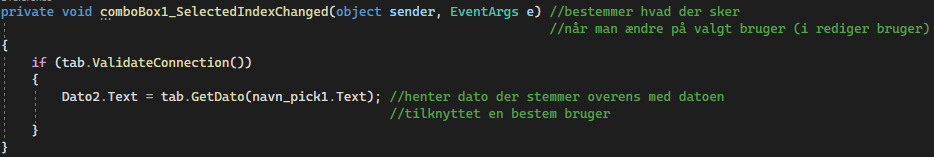 private void comboBox1_SelectedIndexChanged(object sender, EventArgs e) //bestemmer hvad der sker
//når man ændre på valgt bruger (i rediger bruger)
{
if (tab.ValidateConnection())
{
Dato2.Text = tab.GetDato(navn_pick1.Text); //henter dato der stemmer overens med datoen
//tilknyttet en bestem bruger
}
}